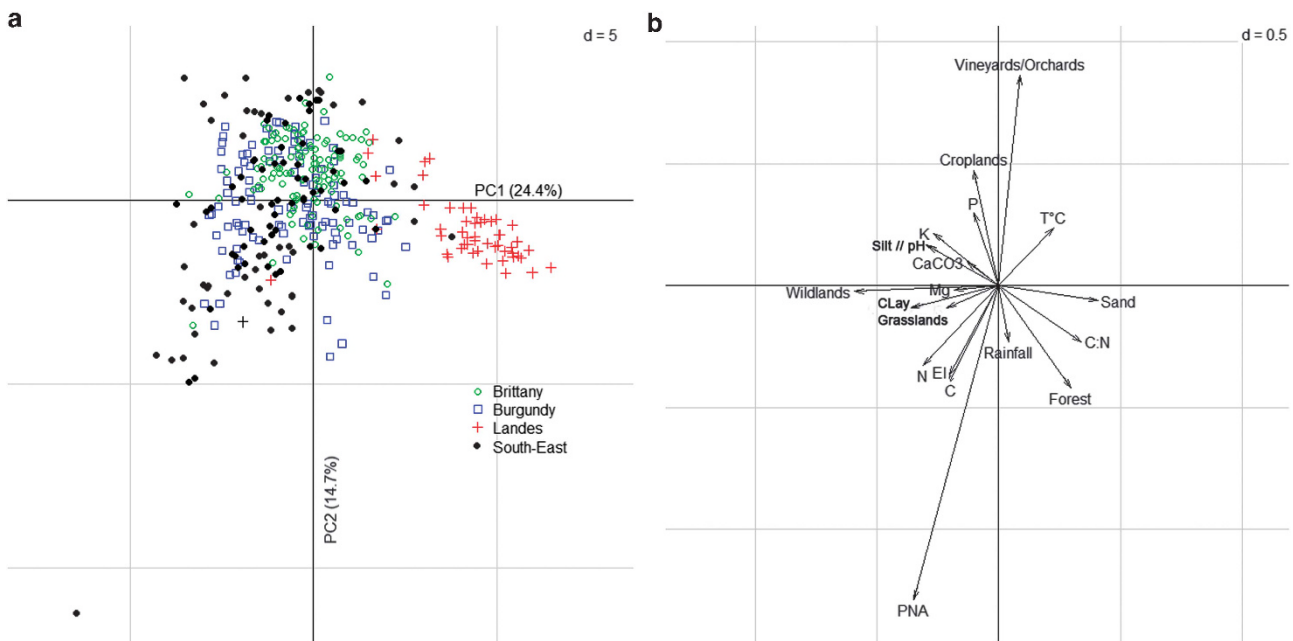 a
d = 5
PC1 (24.4%)
PC2 (14.7%)
Brittany
Burgundy
Landes
South-East
b
d = 0.5
Vineyards/Orchards
Croplands
P
T°C
K
Silt // pH
CaCO3
Mg
Wildlands
CLay
Sand
Grasslands
Rainfall
C:N
N
EI
C
Forest
PNA